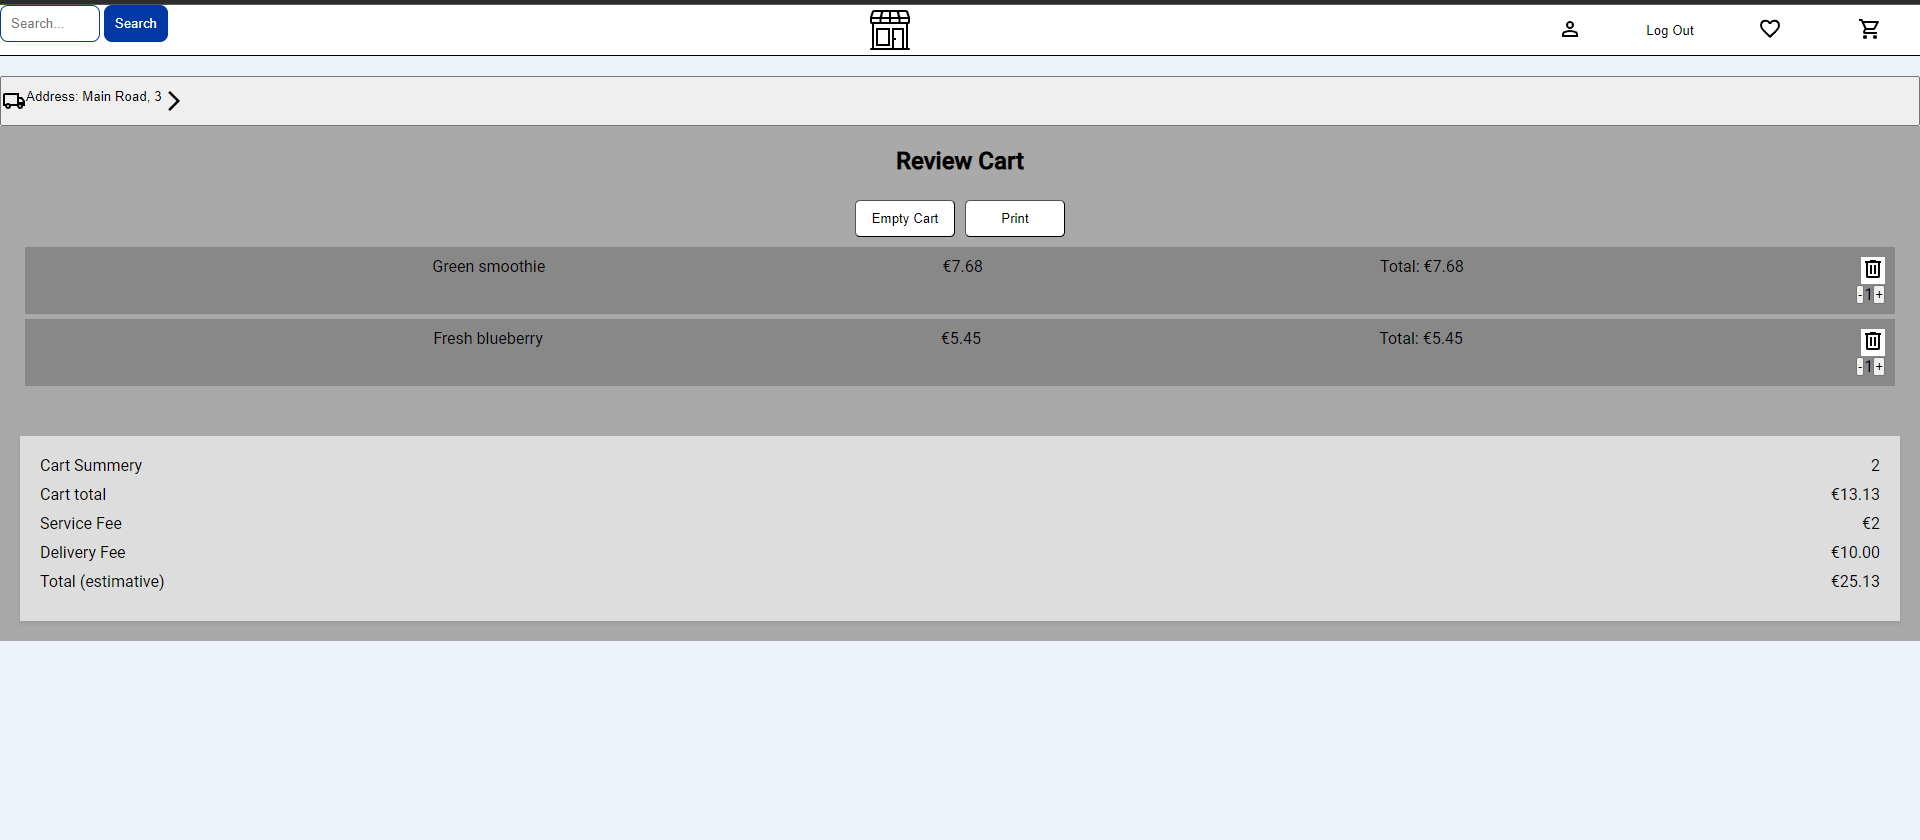 Search... Search Log Out
Address: Main Road, 3
Review Cart
Empty Cart Print
Green smoothie €7.68 Total: €7.68
- 1 +
Fresh blueberry €5.45 Total: €5.45
- 1 +
Cart Summery 2
Cart total €13.13
Service Fee €2
Delivery Fee €10.00
Total (estimative) €25.13